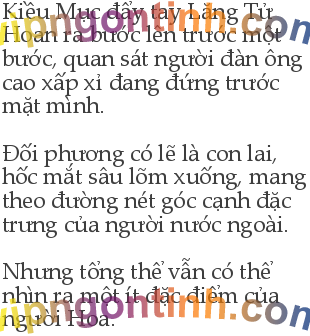 Kiều Mục đẩy tay Lăng Tử
Hoan ra bước lên trước một
bước, quan sát người đàn ông
cao xấp xỉ đang đứng trước
mặt mình.
Đối phương có lẽ là con lai,
hốc mắt sâu lõm xuống, mang
theo đường nét góc cạnh đặc
trưng của người nước ngoài.
Nhưng tổng thể vẫn có thể
nhìn ra một ít đặc điểm của
người Hoa.